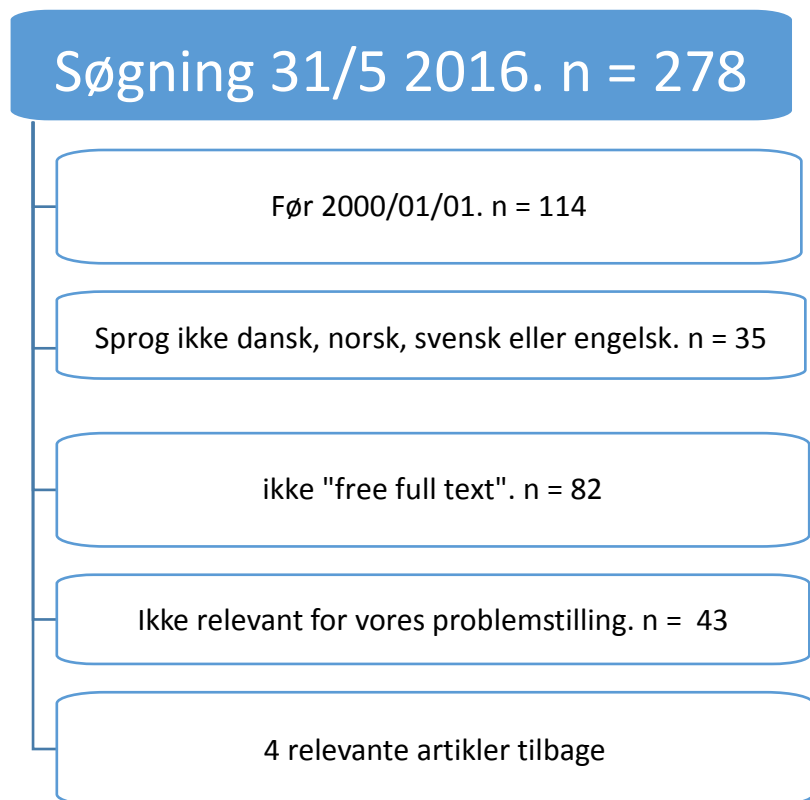 Søgning 31/5 2016. n = 278
Før 2000/01/01. n = 114
Sprog ikke dansk, norsk, svensk eller engelsk. n = 35
ikke "free full text". n = 82
Ikke relevant for vores problemstilling. n =  43
4 relevante artikler tilbage